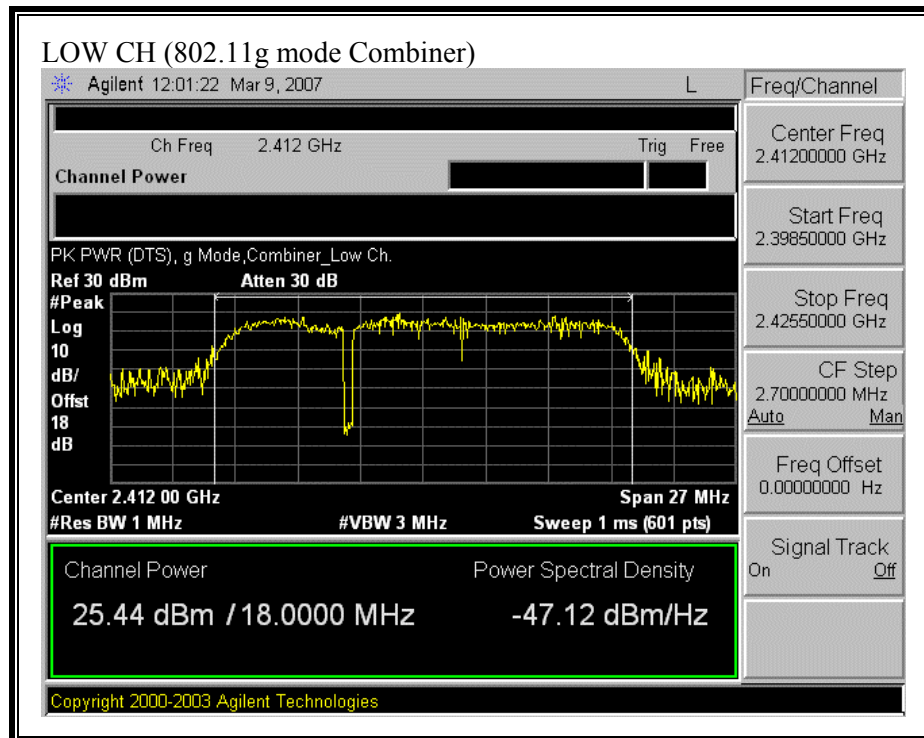 LOW CH (802.11g mode Combiner)
Agilent 12:01:22 Mar 9, 2007 L
Freq/Channel
Ch Freq 2.412 GHz Trig Free
Channel Power
Center Freq
2.41200000 GHz
Start Freq
2.39850000 GHz
PK PWR (DTS), g Mode,Combiner_Low Ch.
Ref 30 dBm Atten 30 dB
#Peak
Log
10
dB/
Offst
18
dB
Stop Freq
2.42550000 GHz
CF Step
2.70000000 MHz
Auto Man
Freq Offset
0.00000000 Hz
Center 2.412 00 GHz Span 27 MHz
#Res BW 1 MHz #VBW 3 MHz Sweep 1 ms (601 pts)
Signal Track
On Off
Channel Power Power Spectral Density
25.44 dBm / 18.0000 MHz -47.12 dBm/Hz
Copyright 2000-2003 Agilent Technologies